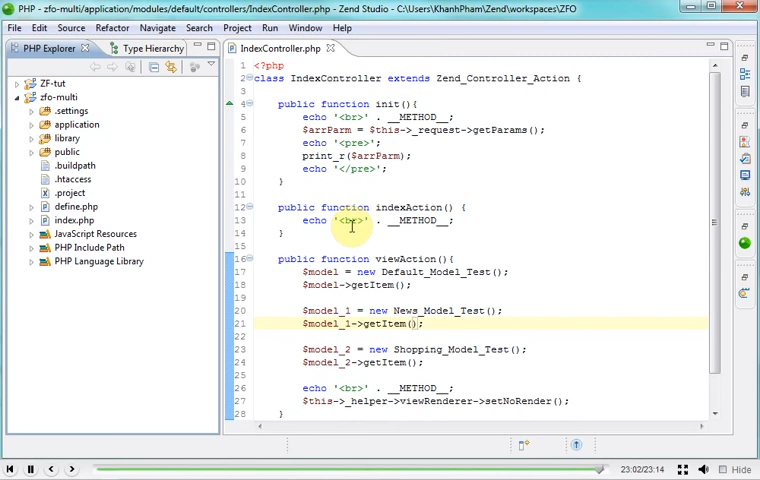 PHP - zfo-multi/application/modules/default/controllers/IndexController.php - Zend Studio - C:\Users\KhanhPham\Zend\workspaces\ZFO
File Edit Source Refactor Navigate Search Project Run Window Help
PHP Explorer Type Hierarchy
ZF-tut
zfo-multi
.settings
application
library
public
.buildpath
.htaccess
.project
define.php
index.php
JavaScript Resources
PHP Include Path
PHP Language Library
IndexController.php
1 <?php
2 class IndexController extends Zend_Controller_Action {
3
4 public function init(){
5 echo '<br>' . __METHOD__;
6 $arrParm = $this->_request->getParams();
7 echo '<pre>';
8 print_r($arrParm);
9 echo '</pre>';
10 }
11
12 public function indexAction() {
13 echo '<br>' . __METHOD__;
14 }
15
16 public function viewAction(){
17 $model = new Default_Model_Test();
18 $model->getItem();
19
20 $model_1 = new News_Model_Test();
21 $model_1->getItem();
22
23 $model_2 = new Shopping_Model_Test();
24 $model_2->getItem();
25
26 echo '<br>' . __METHOD__;
27 $this->_helper->viewRenderer->setNoRender();
28 }
23:02/23:14
Hide